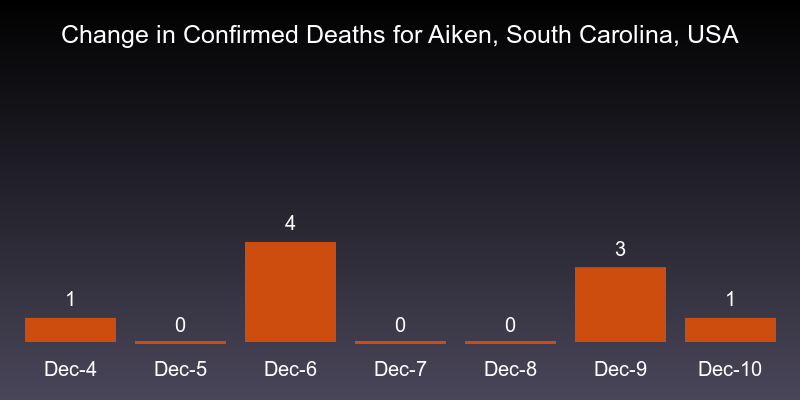 Change in Confirmed Deaths for Aiken, South Carolina, USA
4
3
1
1
0
0
0
Dec-4
Dec-5
Dec-6
Dec-7
Dec-8
Dec-9
Dec-10